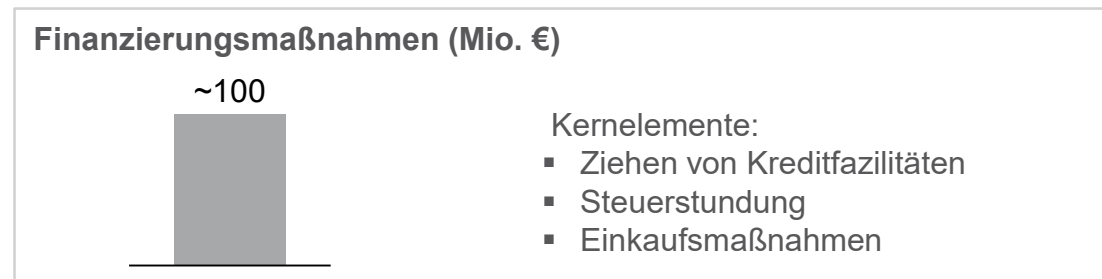 Finanzierungsmaßnahmen (Mio. €)
~100
Kernelemente:
▪ Ziehen von Kreditfazilitäten
▪ Steuerstundung
▪ Einkaufsmaßnahmen